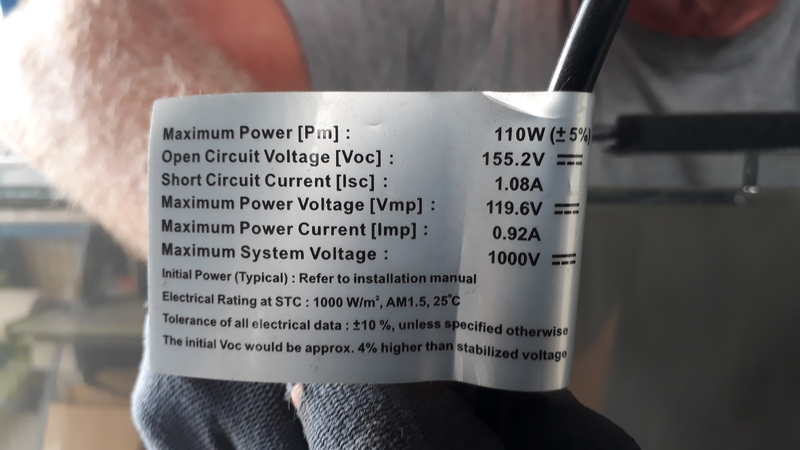 Maximum Power [Pm] : 110W (±5%)
Open Circuit Voltage [Voc] : 155.2V
Short Circuit Current [Isc] : 1.08A
Maximum Power Voltage [Vmp] : 119.6V
Maximum Power Current [Imp] : 0.92A
Maximum System Voltage : 1000V
Initial Power (Typical) : Refer to installation manual
Electrical Rating at STC : 1000 W/m², AM1.5, 25°C
Tolerance of all electrical data : ±10 %, unless specified otherwise
The initial Voc would be approx. 4% higher than stabilized voltage